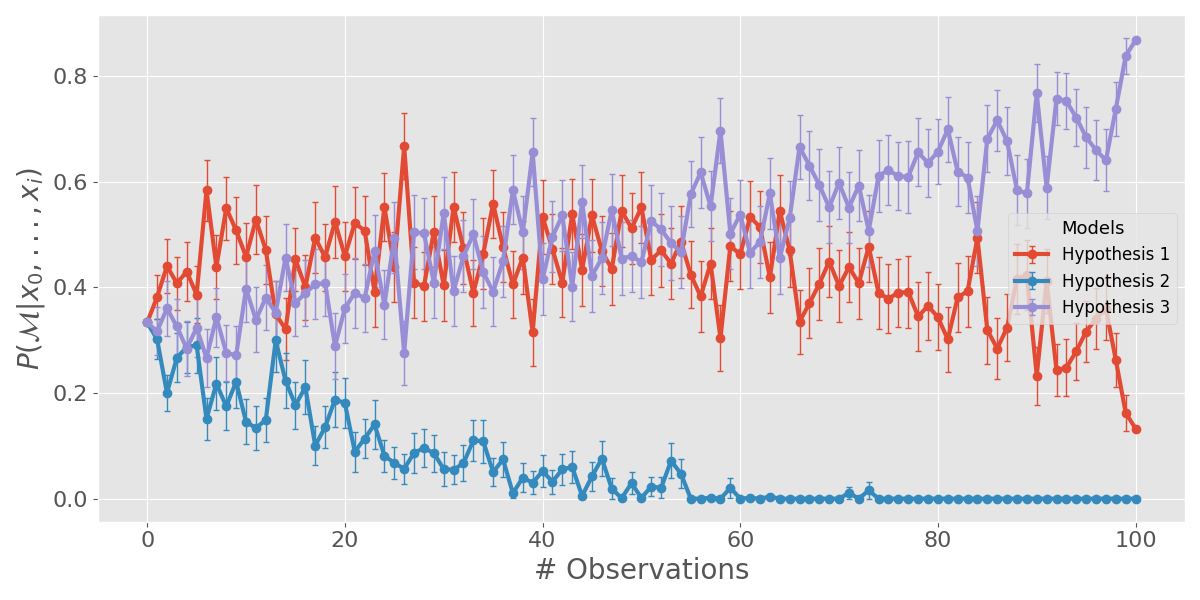 P(ℳ|x₀, ..., xᵢ)
0.8
0.6
0.4
0.2
0.0
Models
Hypothesis 1
Hypothesis 2
Hypothesis 3
0 20 40 60 80 100
# Observations